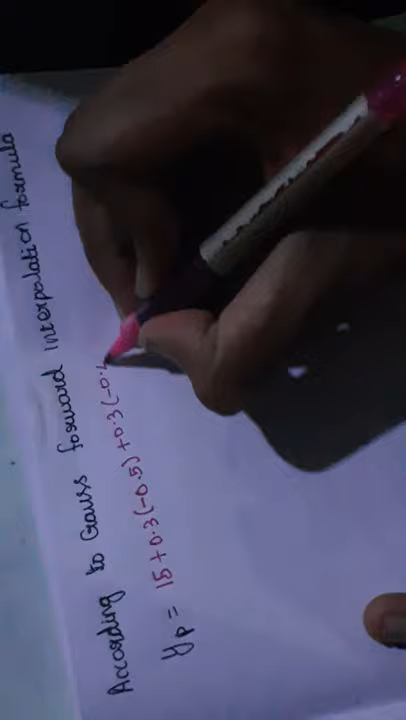 According to Gauss forward Interpolation formula
yp = 15 + 0.3 (-0.5) + 0.3 (-0.